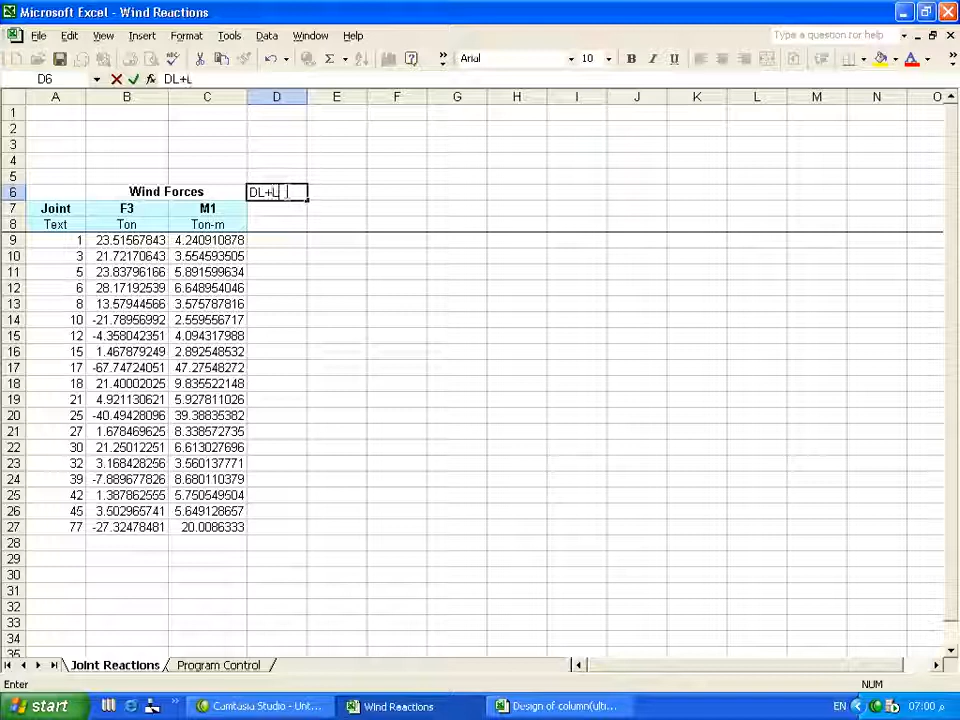 Microsoft Excel - Wind Reactions
File Edit View Insert Format Tools Data Window Help
Type a question for help
Arial 10 B I U
D6 DL+L
A B C D E F G H I J K L M N O
1
2
3
4
5
6 Wind Forces DL+L
7 Joint F3 M1
8 Text Ton Ton-m
9 1 23.51567843 4.240910878
10 3 21.72170643 3.554593505
11 5 23.83796166 5.891599634
12 6 28.17192539 6.648954046
13 8 13.57944566 3.575787816
14 10 -21.78956992 2.559556717
15 12 -4.358042351 4.094317988
16 15 1.467879249 2.892548532
17 17 -67.74724051 47.27548272
18 18 21.40002025 9.835522148
19 21 4.921130621 5.927811026
20 25 -40.49428096 39.38835382
21 27 1.678469625 8.338572735
22 30 21.25012251 6.613027696
23 32 3.168428256 3.560137771
24 39 -7.889677826 8.680110379
25 42 1.387862555 5.750549504
26 45 3.502965741 5.649128657
27 77 -27.32478481 20.0086333
28
29
30
31
32
33
34
35
Joint Reactions Program Control
Enter NUM
start Camtasia Studio - Unt... Wind Reactions Design of column(ulti... EN 07:00 م